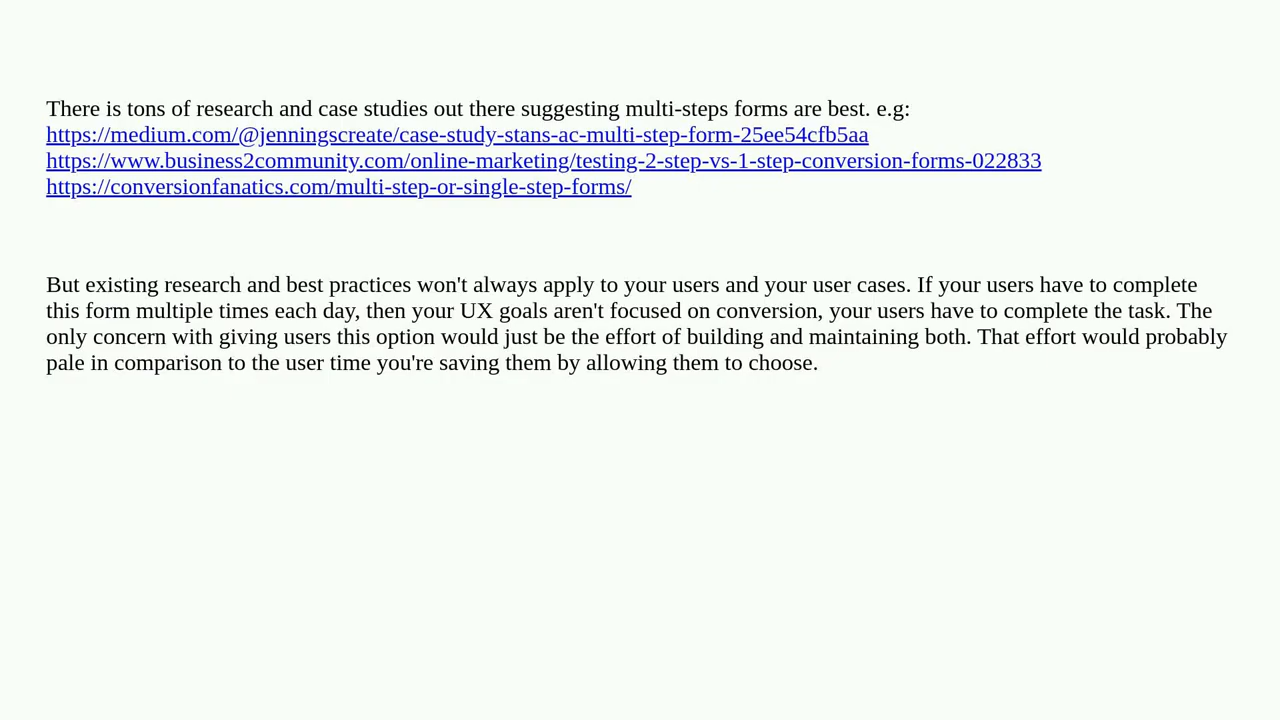 There is tons of research and case studies out there suggesting multi-steps forms are best. e.g:
https://medium.com/@jenningscreate/case-study-stans-ac-multi-step-form-25ee54cfb5aa
https://www.business2community.com/online-marketing/testing-2-step-vs-1-step-conversion-forms-022833
https://conversionfanatics.com/multi-step-or-single-step-forms/
But existing research and best practices won't always apply to your users and your user cases. If your users have to complete
this form multiple times each day, then your UX goals aren't focused on conversion, your users have to complete the task. The
only concern with giving users this option would just be the effort of building and maintaining both. That effort would probably
pale in comparison to the user time you're saving them by allowing them to choose.